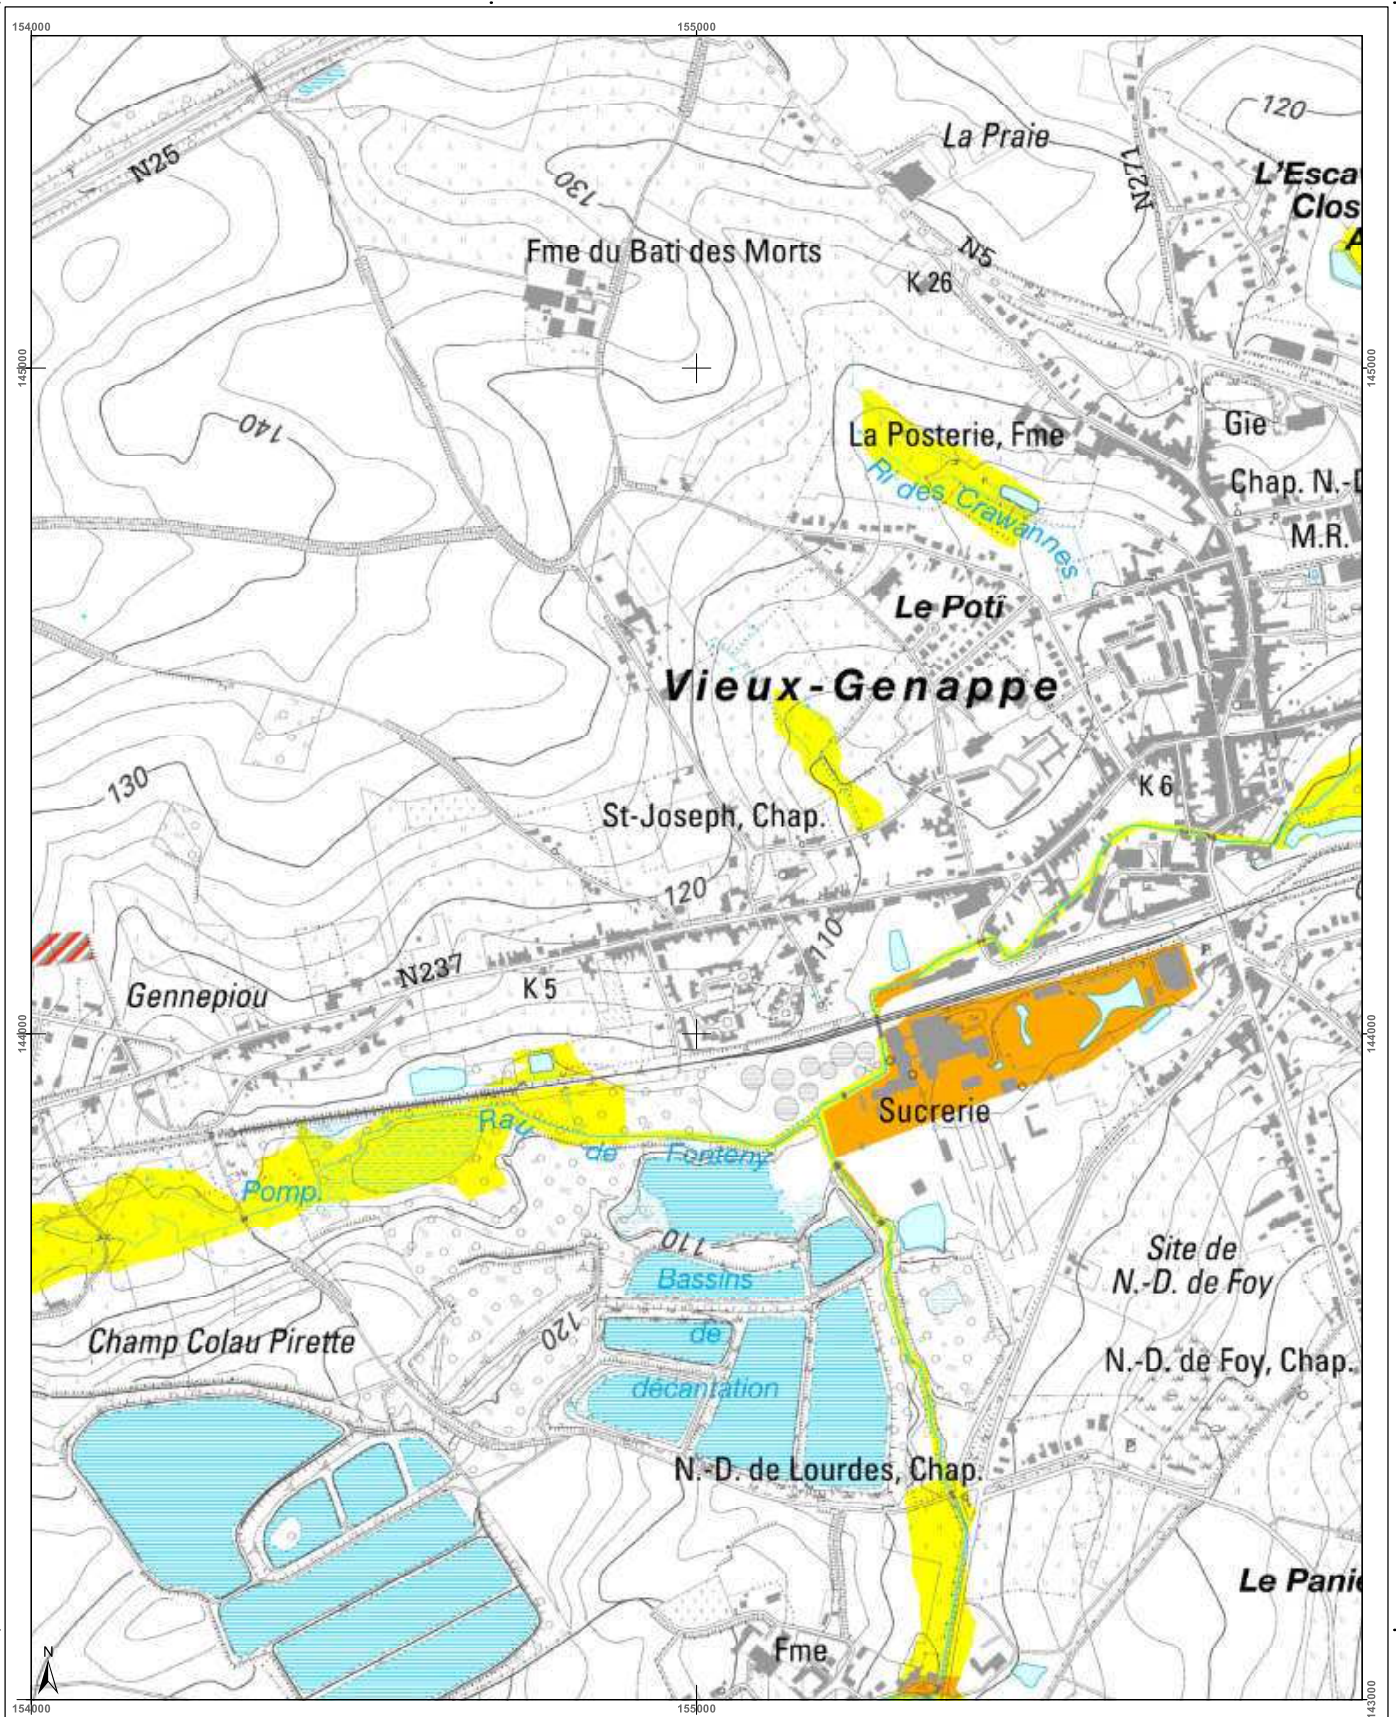 154000
155000
120
La Praie
N25
N271
L'Esca
Clos
A
130
Fme du Bati des Morts
N5
K 26
145000
145000
140
Gie
La Posterie, Fme
Ri des Crawannes
Chap. N.-D
M.R.
Le Potî
Vieux-Genappe
130
K 6
St-Joseph, Chap.
120
110
N237
K 5
Gennepiou
P
144000
144000
Sucrerie
Rau de Fonteny
Pomp.
110
Site de
N.-D. de Foy
Bassins
de
décantation
120
Champ Colau Pirette
N.-D. de Foy, Chap.
P
N.-D. de Lourdes, Chap.
Le Panie
Fme
N
154000
155000
143000